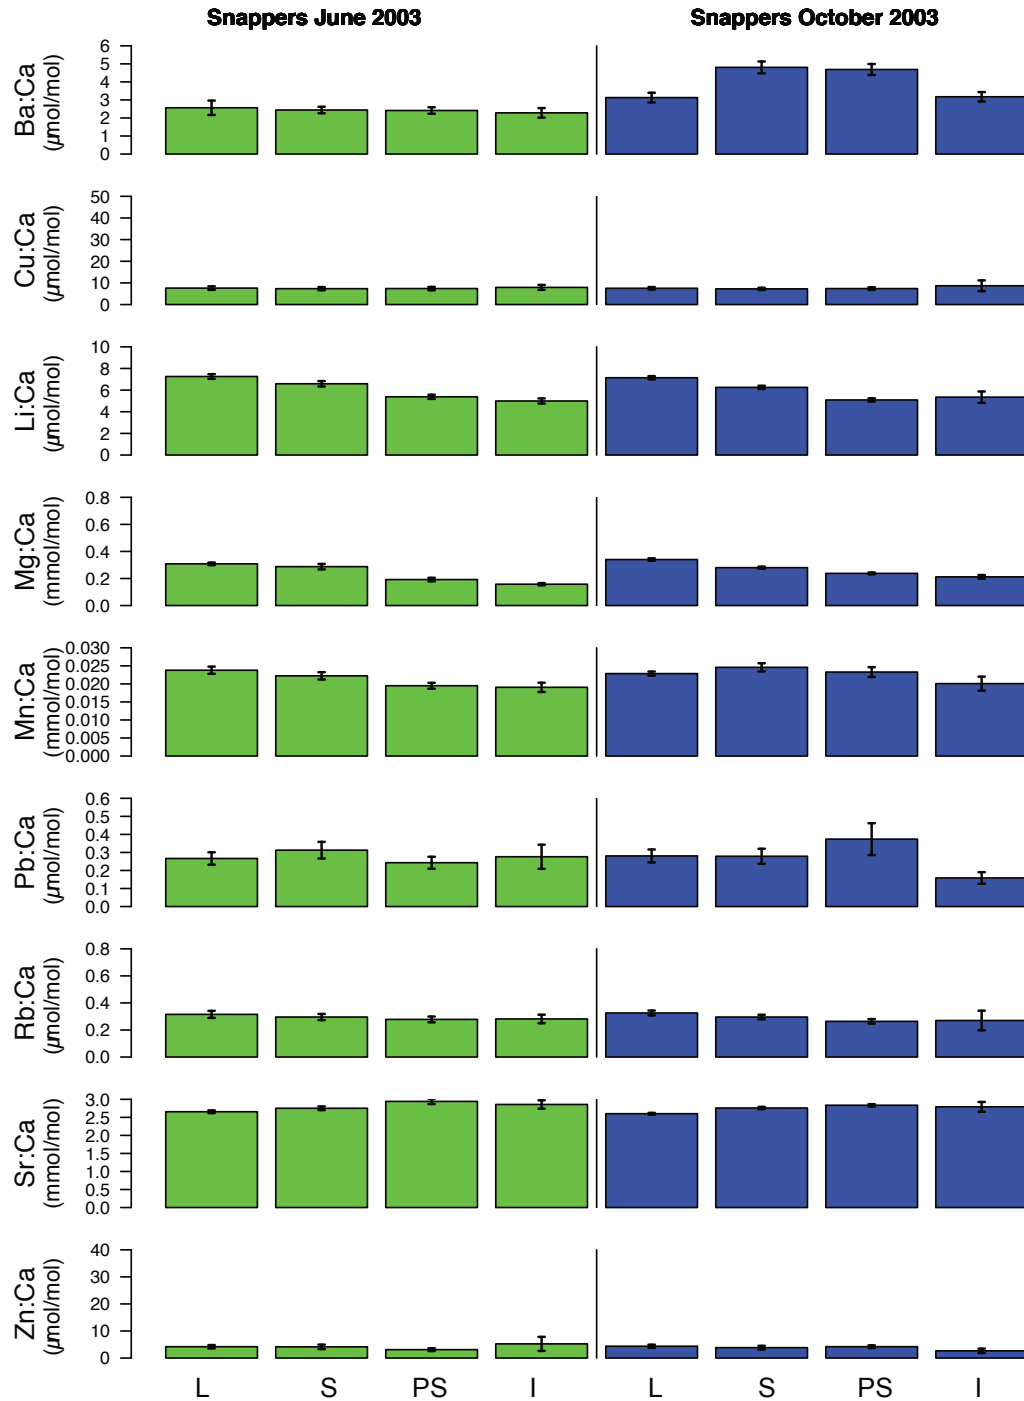 Snappers June 2003 Snappers October 2003
Ba:Ca
(µmol/mol)
6
5
4
3
2
1
0
Cu:Ca
(µmol/mol)
50
40
30
20
10
0
Li:Ca
(µmol/mol)
10
8
6
4
2
0
Mg:Ca
(mmol/mol)
0.8
0.6
0.4
0.2
0.0
Mn:Ca
(mmol/mol)
0.030
0.025
0.020
0.015
0.010
0.005
0.000
Pb:Ca
(µmol/mol)
0.6
0.5
0.4
0.3
0.2
0.1
0.0
Rb:Ca
(µmol/mol)
0.8
0.6
0.4
0.2
0.0
Sr:Ca
(mmol/mol)
3.0
2.5
2.0
1.5
1.0
0.5
0.0
Zn:Ca
(µmol/mol)
40
30
20
10
0
L S PS I L S PS I